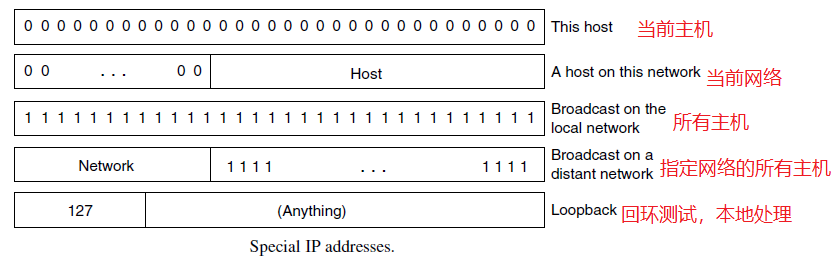 0 0 0 0 0 0 0 0 0 0 0 0 0 0 0 0 0 0 0 0 0 0 0 0 0 0 0 0 0 0 0 0 This host 当前主机
0 0 ... 0 0 Host A host on this network 当前网络
1 1 1 1 1 1 1 1 1 1 1 1 1 1 1 1 1 1 1 1 1 1 1 1 1 1 1 1 1 1 1 1 Broadcast on the
local network 所有主机
Network 1 1 1 1 ... 1 1 1 1 Broadcast on a
distant network 指定网络的所有主机
127 (Anything) Loopback 回环测试，本地处理
Special IP addresses.